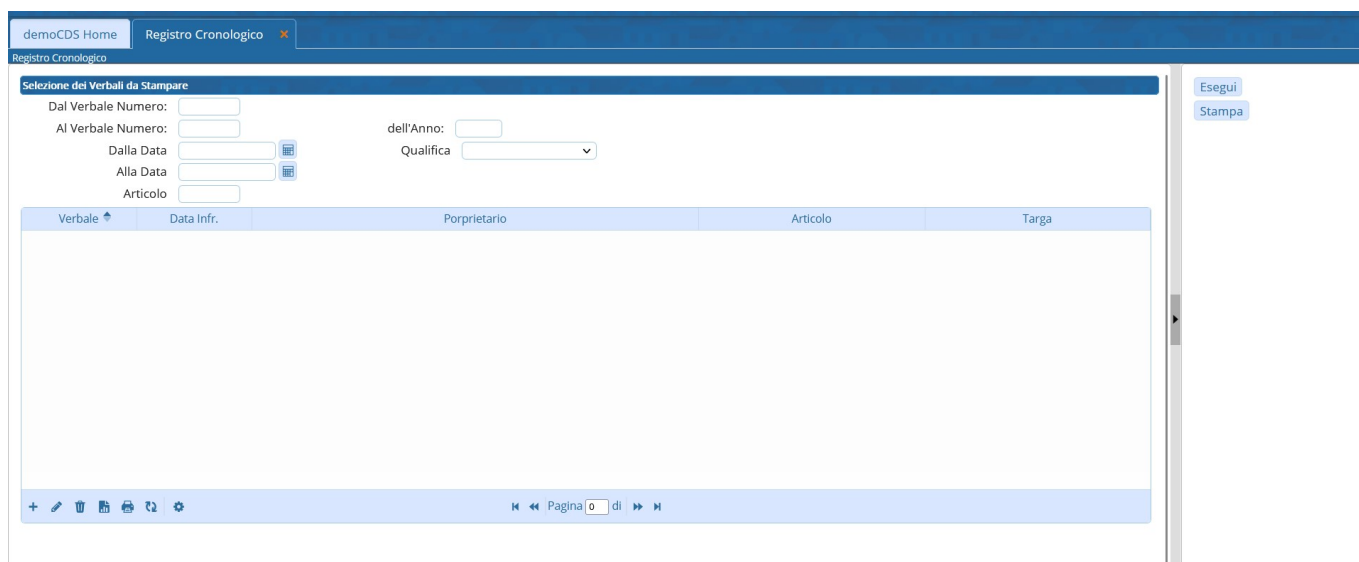 demoCDS Home Registro Cronologico ×
Registro Cronologico
Selezione dei Verbali da Stampare
Dal Verbale Numero:
Al Verbale Numero: dell'Anno:
Dalla Data Qualifica
Alla Data
Articolo
Verbale Data Infr. Porprietario Articolo Targa
Pagina 0 di
Esegui
Stampa